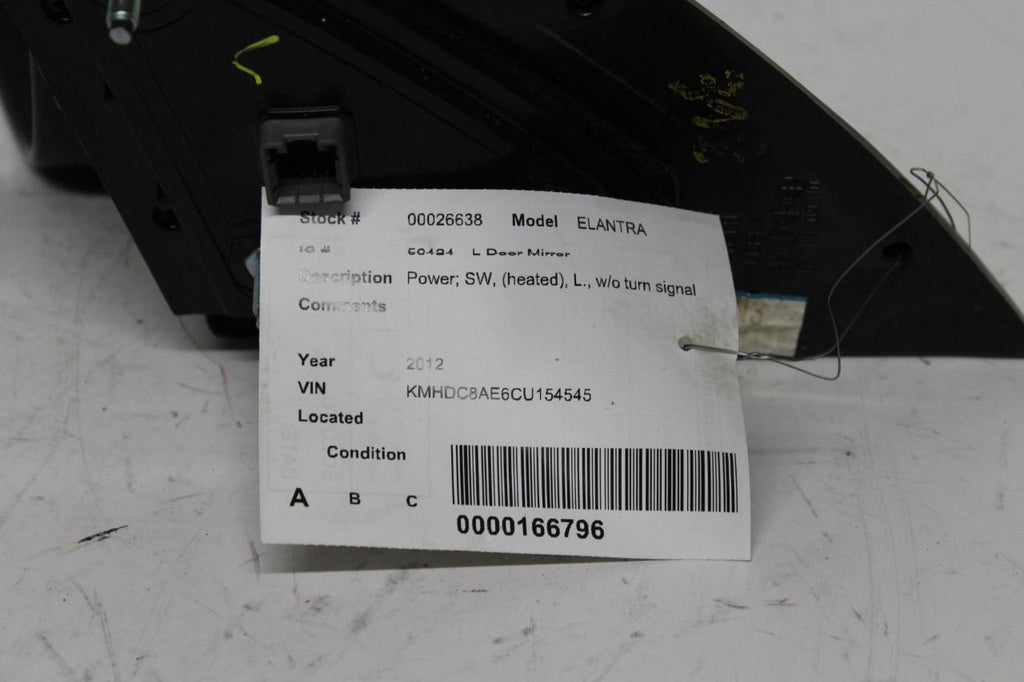 Stock # 00026638 Model ELANTRA
IC # L Door Mirror
Description Power; SW, (heated), L., w/o turn signal
Comments
Year 2012
VIN KMHDC8AE6CU154545
Located
Condition
A B C
0000166796